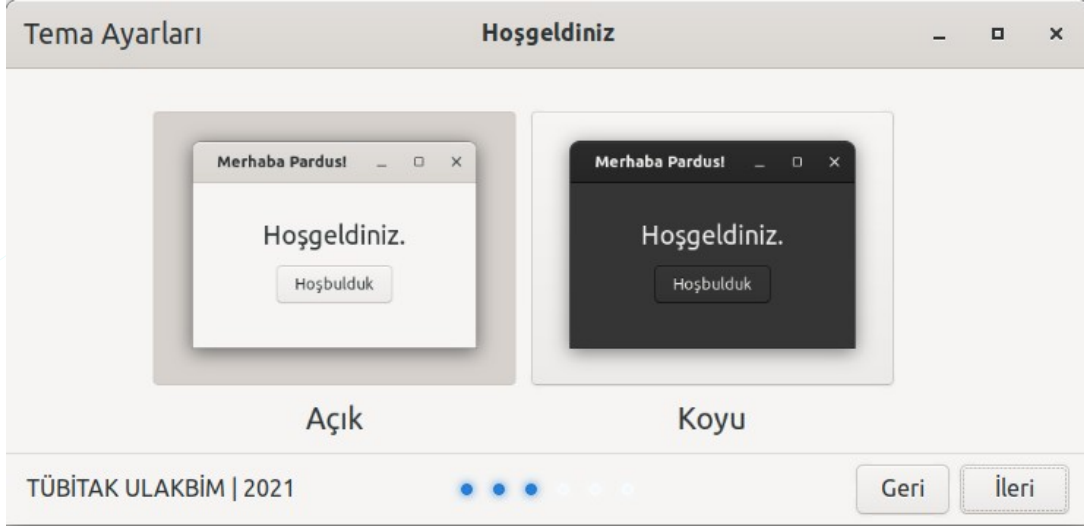 Tema Ayarları
Hoşgeldiniz
Merhaba Pardus!
Hoşgeldiniz.
Hoşbulduk
Açık
Merhaba Pardus!
Hoşgeldiniz.
Hoşbulduk
Koyu
TÜBİTAK ULAKBİM | 2021
Geri
İleri